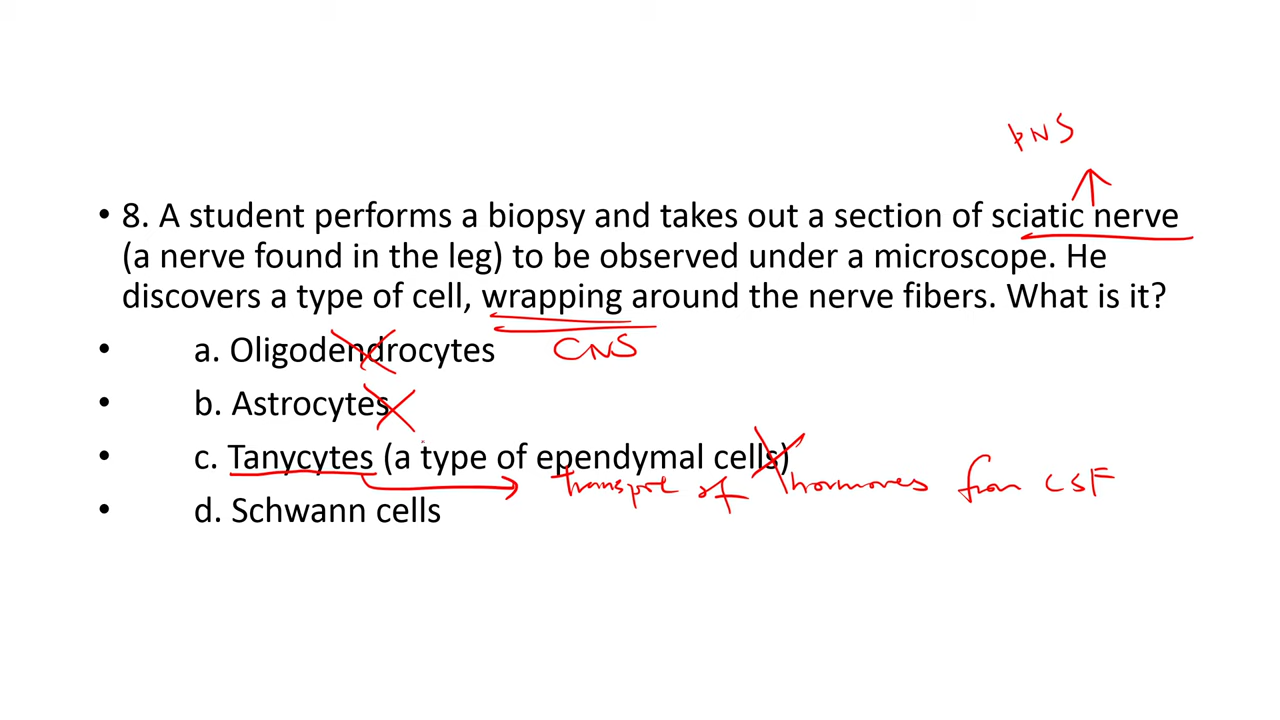 PNS
• 8. A student performs a biopsy and takes out a section of sciatic nerve
(a nerve found in the leg) to be observed under a microscope. He
discovers a type of cell, wrapping around the nerve fibers. What is it?
• a. Oligodendrocytes CNS
• b. Astrocytes
• c. Tanycytes (a type of ependymal cells)
transport of hormones from CSF
• d. Schwann cells